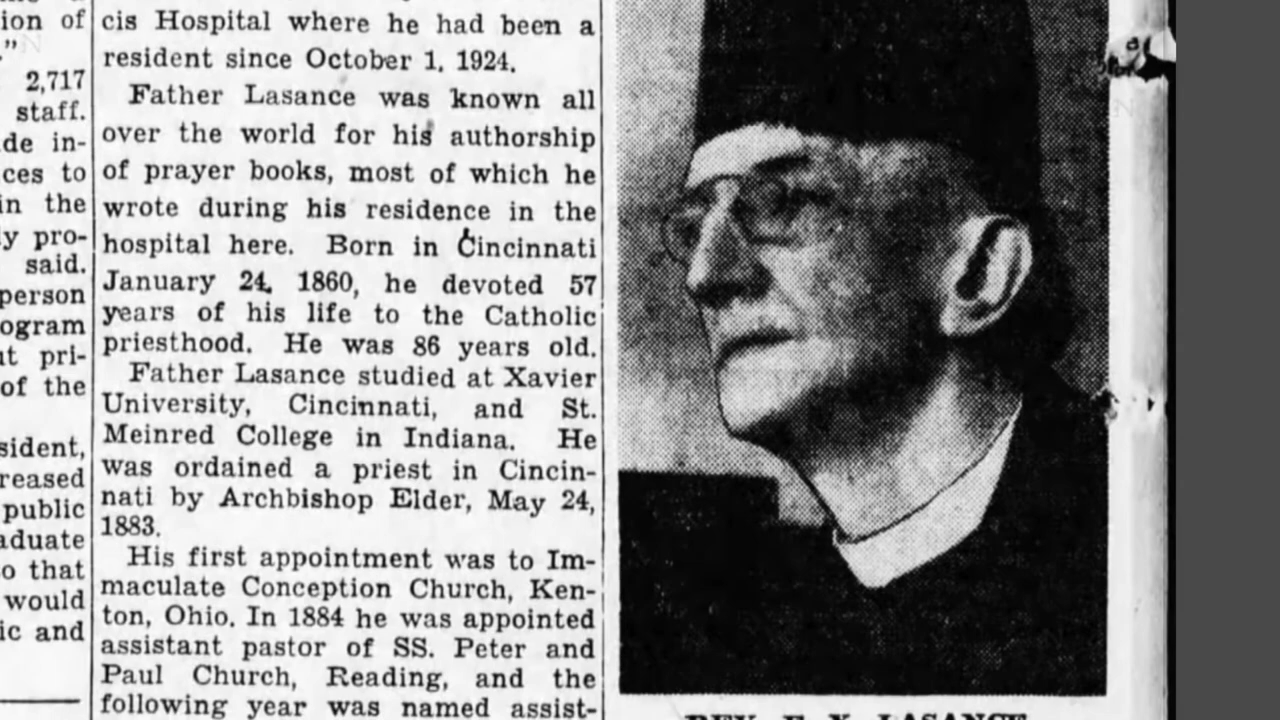 ion of
"
2,717
staff.
de in-
ces to
in the
y pro-
said.
person
ogram
t pri-
of the
sident,
reased
public
aduate
o that
would
ic and
cis Hospital where he had been a
resident since October 1, 1924.
Father Lasance was known all
over the world for his authorship
of prayer books, most of which he
wrote during his residence in the
hospital here. Born in Cincinnati
January 24, 1860, he devoted 57
years of his life to the Catholic
priesthood. He was 86 years old.
Father Lasance studied at Xavier
University, Cincinnati, and St.
Meinred College in Indiana. He
was ordained a priest in Cincin-
nati by Archbishop Elder, May 24,
1883.
His first appointment was to Im-
maculate Conception Church, Ken-
ton, Ohio. In 1884 he was appointed
assistant pastor of SS. Peter and
Paul Church, Reading, and the
following year was named assist-
REV. F. X. LASANCE